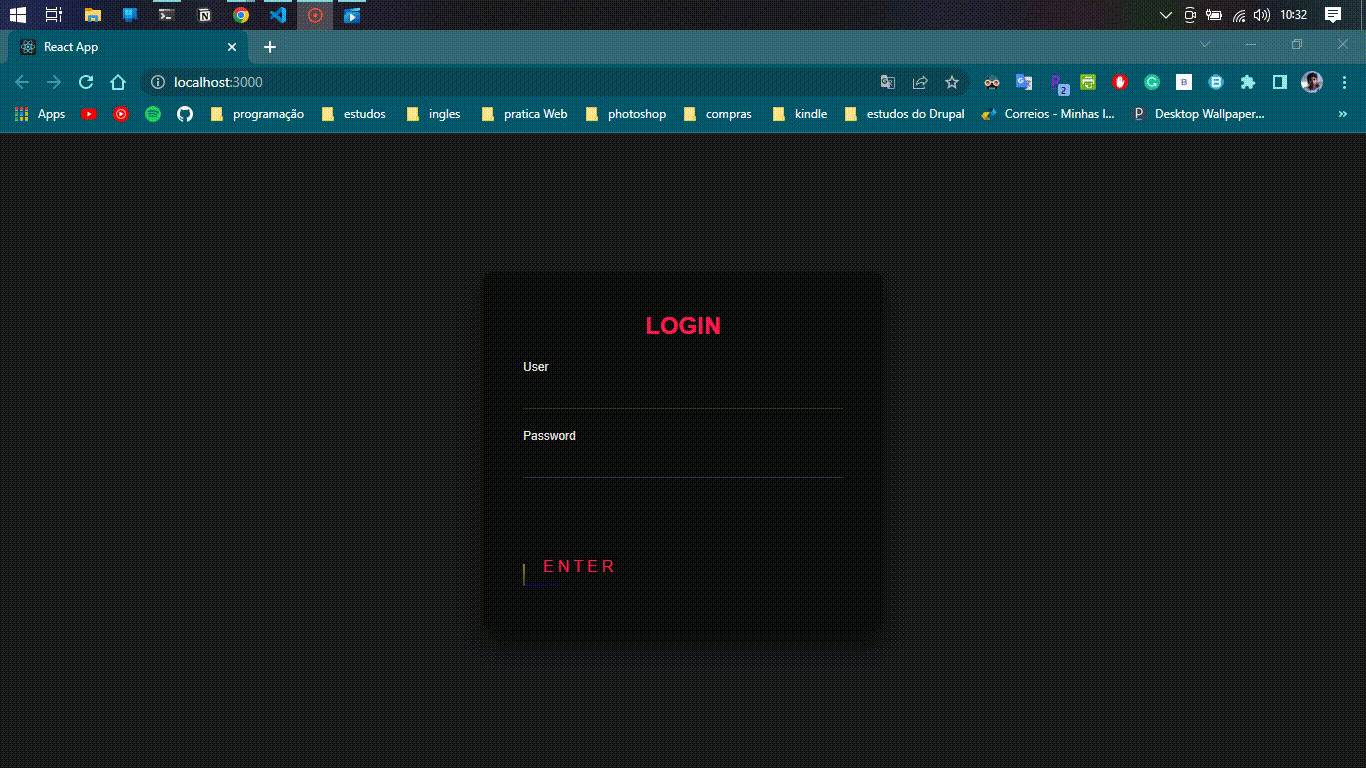 10:32
React App
localhost:3000
2
B
Apps
programação
estudos
ingles
pratica Web
photoshop
compras
kindle
estudos do Drupal
Correios - Minhas I...
P
Desktop Wallpaper...
»
LOGIN
User
Password
ENTER